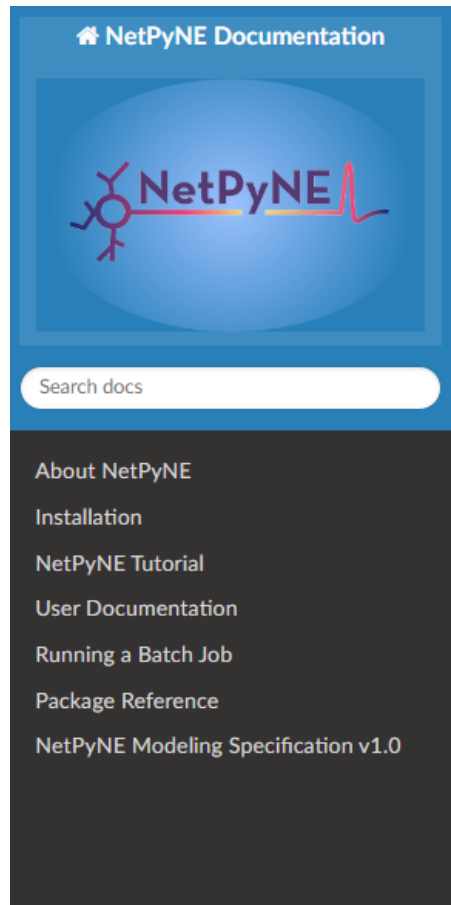 NetPyNE Documentation
NetPyNE
Search docs
About NetPyNE
Installation
NetPyNE Tutorial
User Documentation
Running a Batch Job
Package Reference
NetPyNE Modeling Specification v1.0